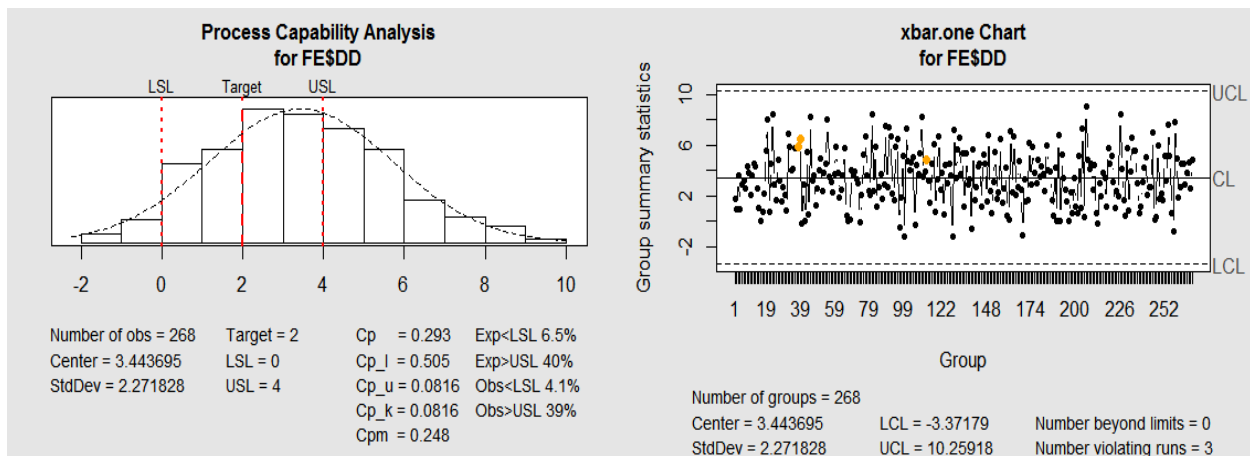 Process Capability Analysis
for FE$DD
LSL Target USL
-2 0 2 4 6 8 10
Number of obs = 268 Target = 2 Cp = 0.293 Exp<LSL 6.5%
Center = 3.443695 LSL = 0 Cp_l = 0.505 Exp>USL 40%
StdDev = 2.271828 USL = 4 Cp_u = 0.0816 Obs<LSL 4.1%
Cp_k = 0.0816 Obs>USL 39%
Cpm = 0.248
xbar.one Chart
for FE$DD
Group summary statistics
10
6
2
-2
UCL
CL
LCL
1 19 39 59 79 99 122 148 174 200 226 252
Group
Number of groups = 268
Center = 3.443695 LCL = -3.37179 Number beyond limits = 0
StdDev = 2.271828 UCL = 10.25918 Number violating runs = 3